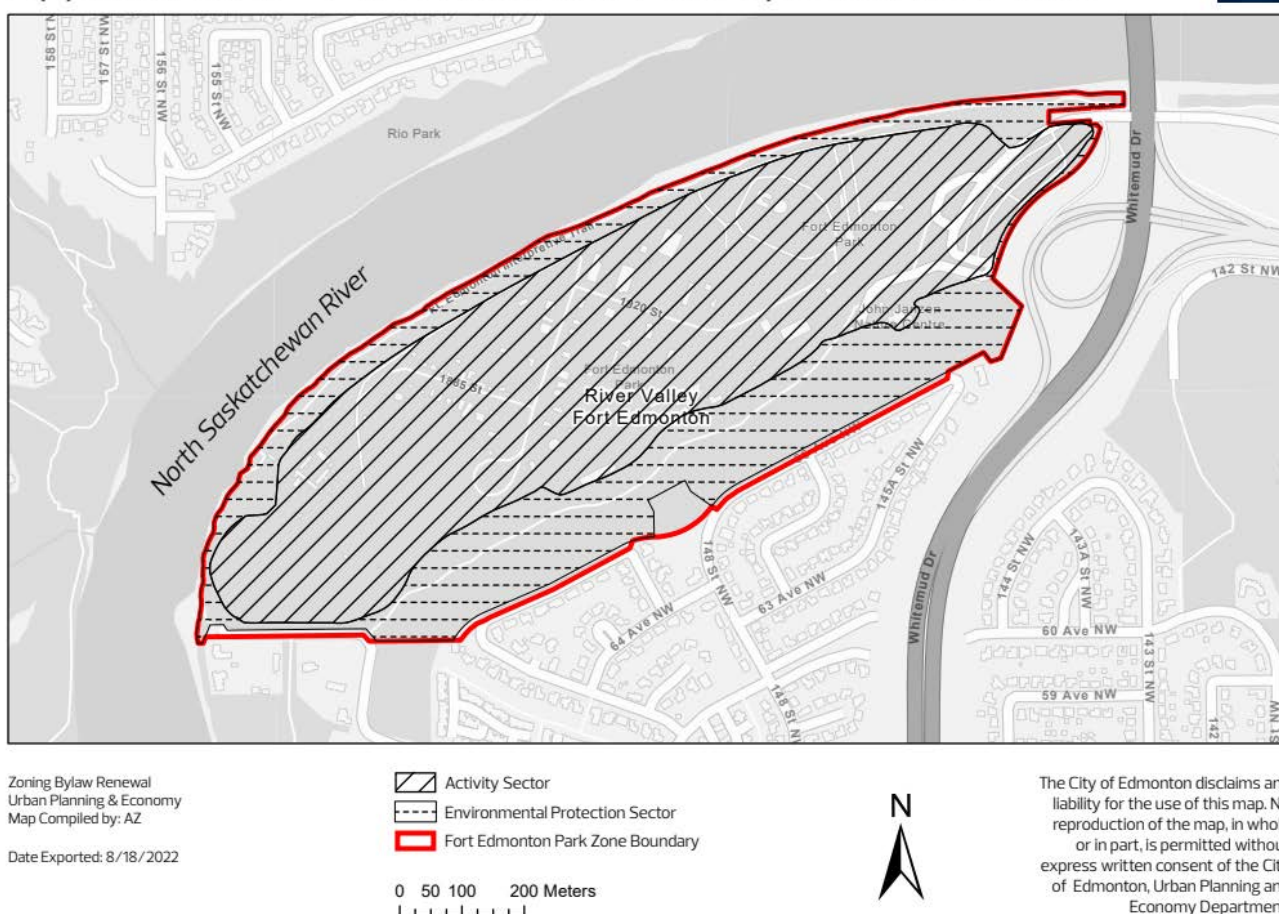 158 St N
157 St NW
156 St NW
155 St NW
Rio Park
Whitemud Dr
142 St NW
Fort Edmonton
Park
Ft. Edmonton Interpretive Trail
1920 St
John Janzen
Nature Centre
North Saskatchewan River
Fort Edmonton
Park
1885 St
River Valley
Fort Edmonton
145A St NW
148 St NW
63 Ave NW
64 Ave NW
Whitemud Dr
144 St NW
143A St NW
60 Ave NW
143 St NW
59 Ave NW
148 St NW
142
St NW
Zoning Bylaw Renewal
Urban Planning & Economy
Map Compiled by: AZ
Date Exported: 8/18/2022
Activity Sector
Environmental Protection Sector
Fort Edmonton Park Zone Boundary
0 50 100 200 Meters
N
The City of Edmonton disclaims an
liability for the use of this map. N
reproduction of the map, in whol
or in part, is permitted withou
express written consent of the Cit
of Edmonton, Urban Planning an
Economy Department